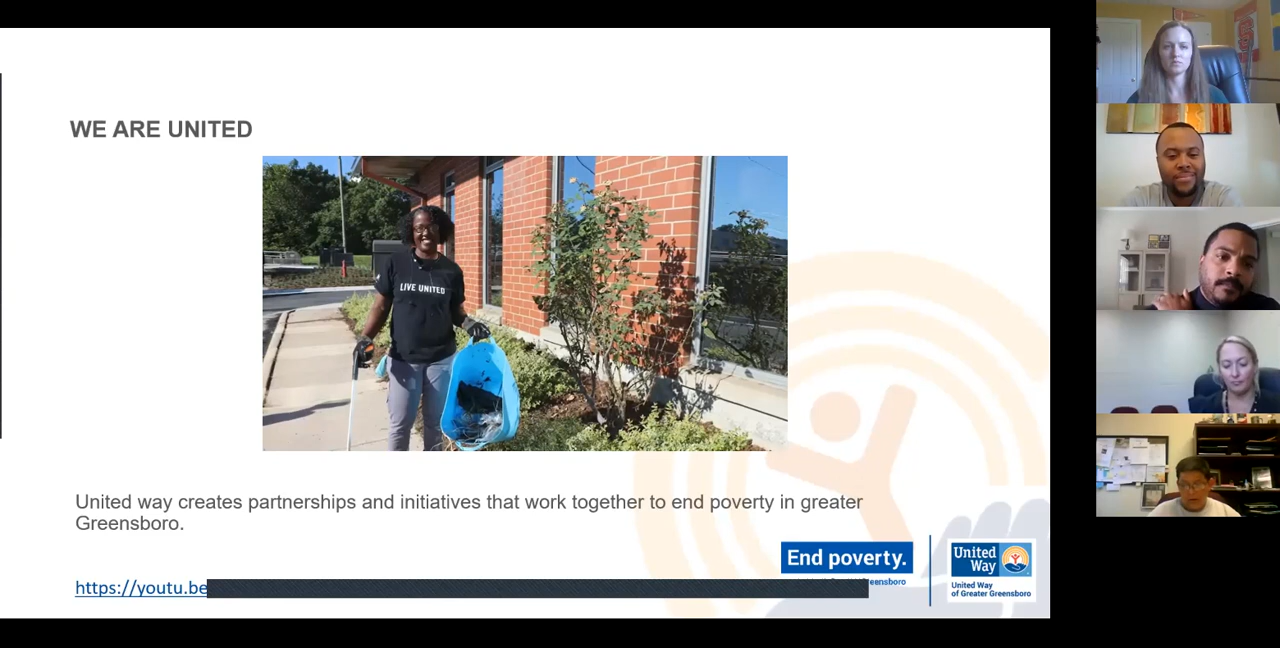 WE ARE UNITED
LIVE UNITED
United way creates partnerships and initiatives that work together to end poverty in greater
Greensboro.
End poverty.
eensboro
https://youtu.be
United
Way
United Way
of Greater Greensboro